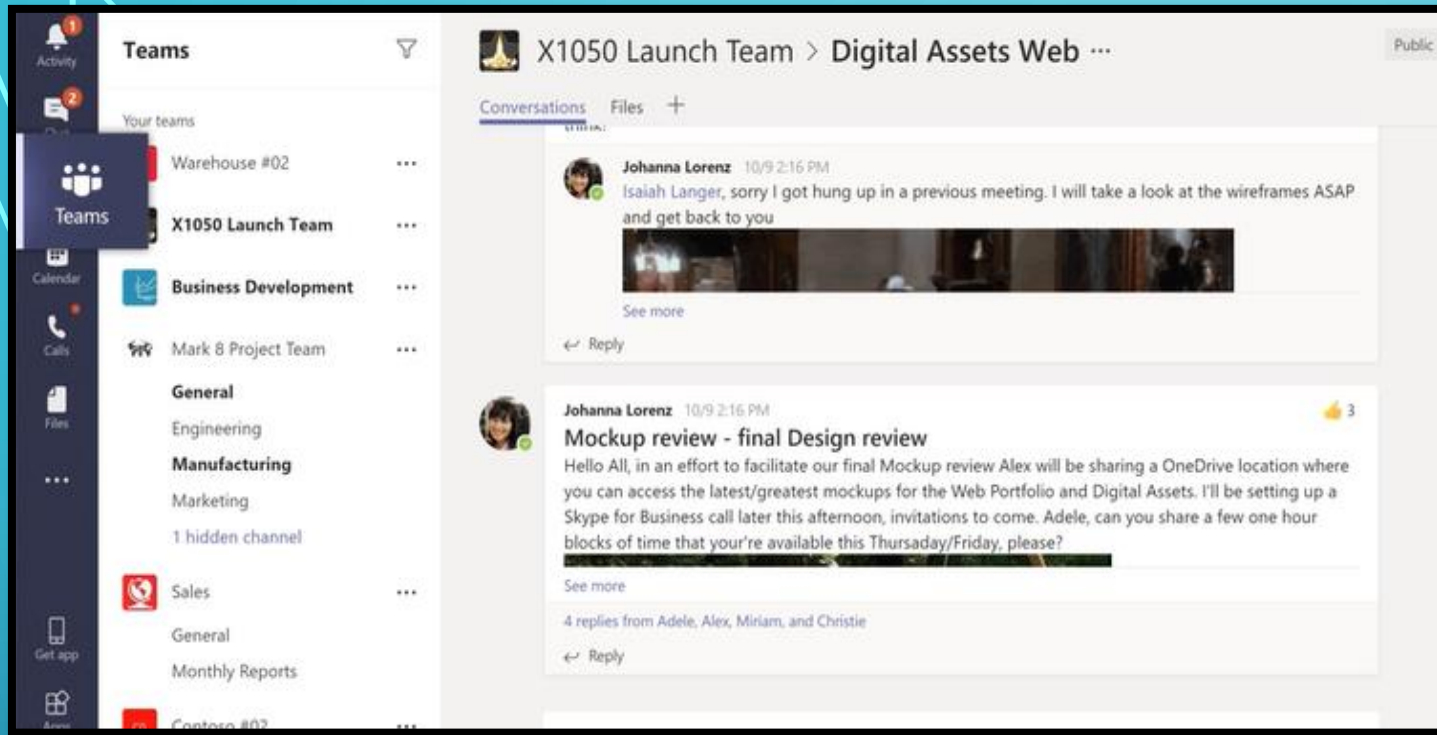 1
Activity
2
Teams
Calendar
Calls
Files
Get app
Apps
Teams
Your teams
Warehouse #02
X1050 Launch Team
Business Development
Mark 8 Project Team
General
Engineering
Manufacturing
Marketing
1 hidden channel
Sales
General
Monthly Reports
Contoso #02
X1050 Launch Team > Digital Assets Web ...
Public
Conversations Files +
think!
Johanna Lorenz 10/9 2:16 PM
Isaiah Langer, sorry I got hung up in a previous meeting. I will take a look at the wireframes ASAP
and get back to you
See more
Reply
Johanna Lorenz 10/9 2:16 PM
3
Mockup review - final Design review
Hello All, in an effort to facilitate our final Mockup review Alex will be sharing a OneDrive location where
you can access the latest/greatest mockups for the Web Portfolio and Digital Assets. I'll be setting up a
Skype for Business call later this afternoon, invitations to come. Adele, can you share a few one hour
blocks of time that your're available this Thursaday/Friday, please?
See more
4 replies from Adele, Alex, Miriam, and Christie
Reply